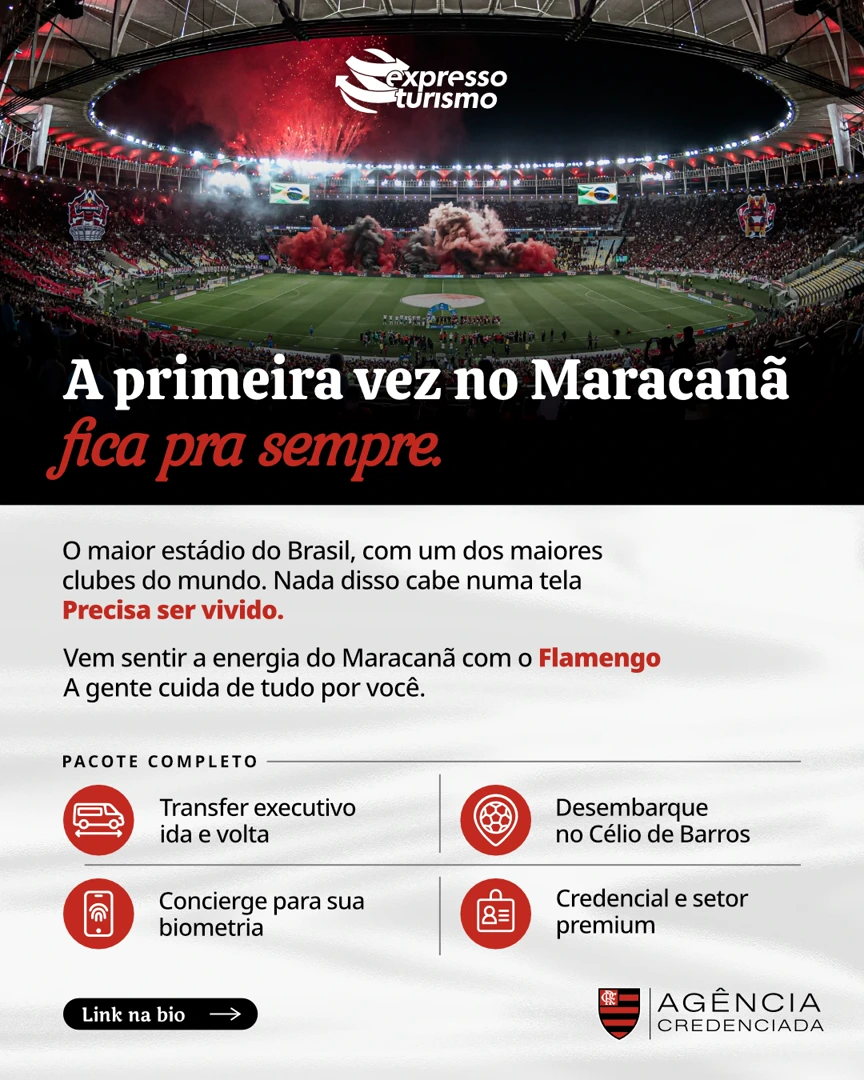 expresso
turismo
A primeira vez no Maracanã
fica pra sempre.
O maior estádio do Brasil, com um dos maiores
clubes do mundo. Nada disso cabe numa tela
Precisa ser vivido.
Vem sentir a energia do Maracanã com o Flamengo
A gente cuida de tudo por você.
PACOTE COMPLETO
Transfer executivo
ida e volta
Desembarque
no Célio de Barros
Concierge para sua
biometria
Credencial e setor
premium
Link na bio
AGÊNCIA
CREDENCIADA